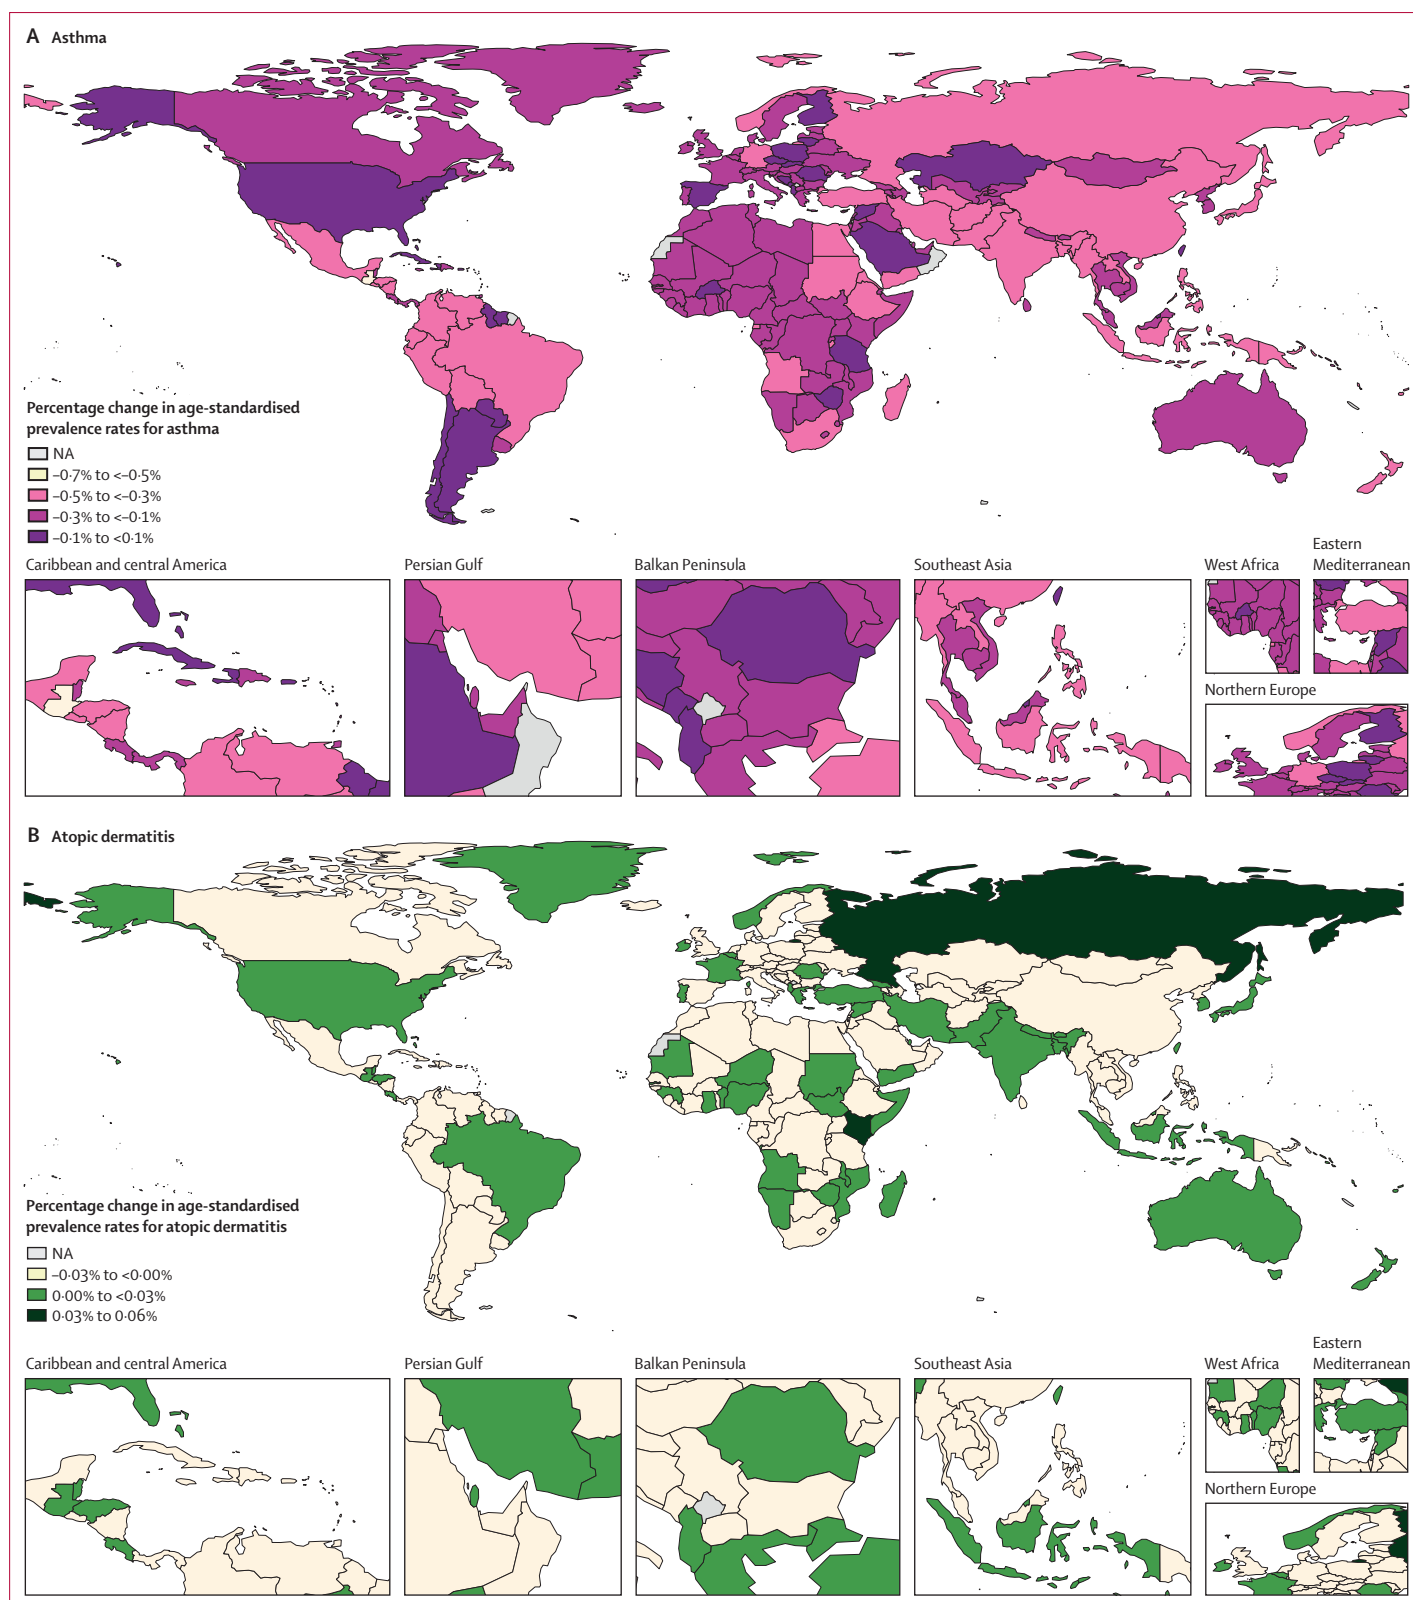 A Asthma
Percentage change in age-standardised
prevalence rates for asthma
NA
–0·7% to <–0·5%
–0·5% to <–0·3%
–0·3% to <–0·1%
–0·1% to <0·1%
Caribbean and central America
Persian Gulf
Balkan Peninsula
Southeast Asia
West Africa
Eastern
Mediterranean
Northern Europe
B Atopic dermatitis
Percentage change in age-standardised
prevalence rates for atopic dermatitis
NA
–0·03% to <0·00%
0·00% to <0·03%
0·03% to 0·06%
Caribbean and central America
Persian Gulf
Balkan Peninsula
Southeast Asia
West Africa
Eastern
Mediterranean
Northern Europe